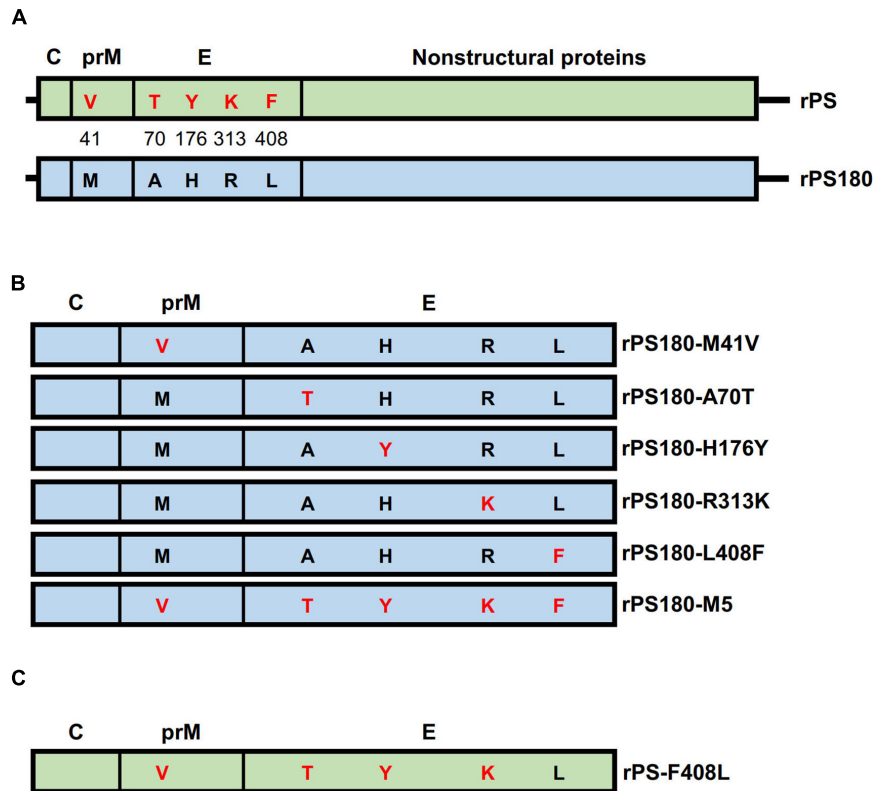 A
C prM E Nonstructural proteins
V T Y K F rPS
41 70 176 313 408
M A H R L rPS180
B
C prM E
V A H R L rPS180-M41V
M T H R L rPS180-A70T
M A Y R L rPS180-H176Y
M A H K L rPS180-R313K
M A H R F rPS180-L408F
V T Y K F rPS180-M5
C
C prM E
V T Y K L rPS-F408L